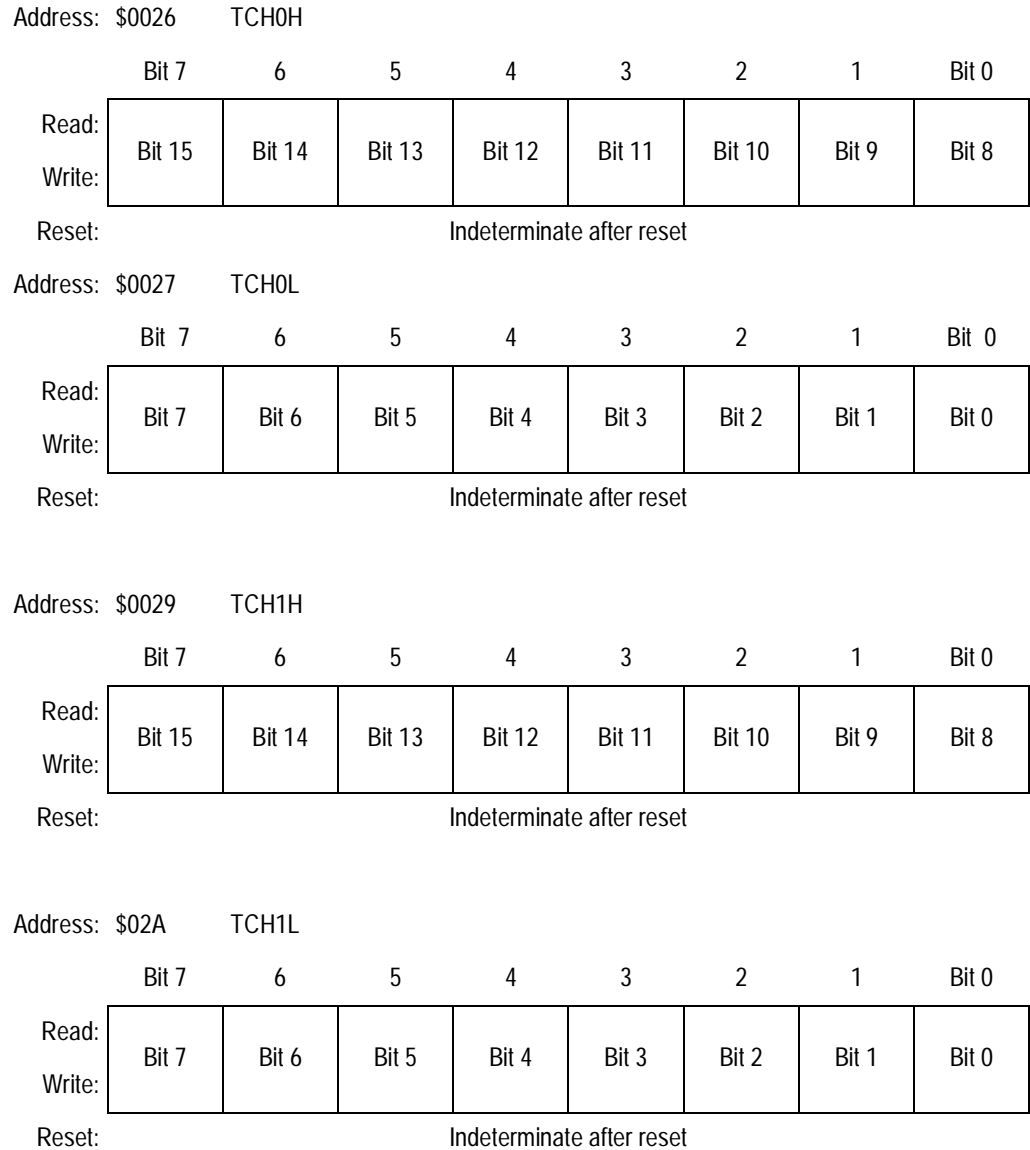 Address: $0026 TCH0H
Bit 7 6 5 4 3 2 1 Bit 0
Read:
Bit 15 Bit 14 Bit 13 Bit 12 Bit 11 Bit 10 Bit 9 Bit 8
Write:
Reset: Indeterminate after reset
Address: $0027 TCH0L
Bit 7 6 5 4 3 2 1 Bit 0
Read:
Bit 7 Bit 6 Bit 5 Bit 4 Bit 3 Bit 2 Bit 1 Bit 0
Write:
Reset: Indeterminate after reset
Address: $0029 TCH1H
Bit 7 6 5 4 3 2 1 Bit 0
Read:
Bit 15 Bit 14 Bit 13 Bit 12 Bit 11 Bit 10 Bit 9 Bit 8
Write:
Reset: Indeterminate after reset
Address: $02A TCH1L
Bit 7 6 5 4 3 2 1 Bit 0
Read:
Bit 7 Bit 6 Bit 5 Bit 4 Bit 3 Bit 2 Bit 1 Bit 0
Write:
Reset: Indeterminate after reset